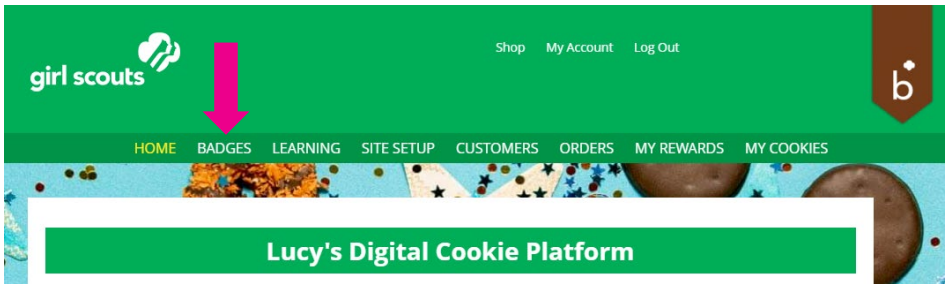 Shop My Account Log Out
girl scouts
b
HOME BADGES LEARNING SITE SETUP CUSTOMERS ORDERS MY REWARDS MY COOKIES
Lucy's Digital Cookie Platform